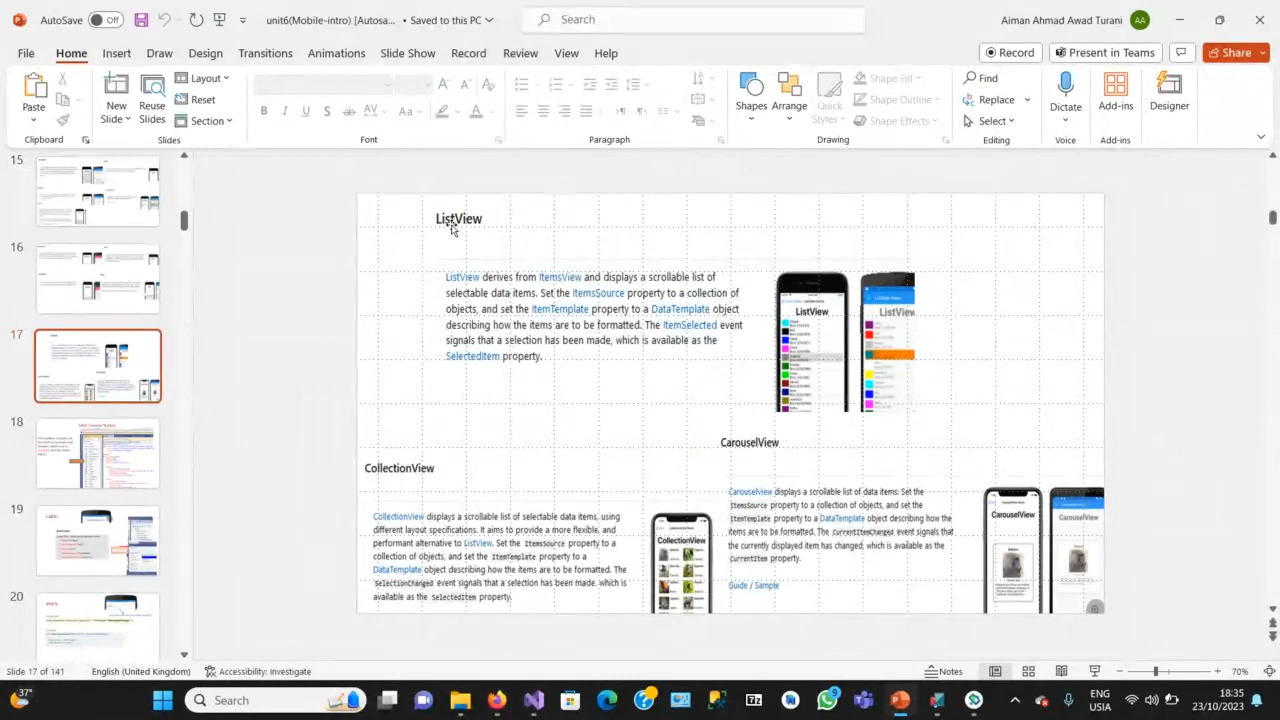 AutoSave
Off
unit6(Mobile-intro) [Autosa... • Saved to this PC
Search
Aiman Ahmad Awad Turani
AA
File
Home
Insert
Draw
Design
Transitions
Animations
Slide Show
Record
Review
View
Help
Record
Present in Teams
Share
Paste
New
Slide
Reuse
Slides
Layout
Reset
Section
Find
Replace
Select
Shapes
Arrange
Quick
Styles
Shape Fill
Shape Outline
Shape Effects
Dictate
Add-ins
Designer
Clipboard
Slides
Font
Paragraph
Drawing
Editing
Voice
Add-ins
15
16
17
18
19
20
ListView
ListView derives from ItemsView and displays a scrollable list of
selectable data items. Set the ItemsSource property to a collection of
objects, and set the ItemTemplate property to a DataTemplate object
describing how the items are to be formatted. The ItemSelected event
signals that a selection has been made, which is available as the
SelectedItem property.
ListView
ListView
CollectionView
CollectionView displays a scrollable list of selectable data items, using
different layout specifications. It aims to provide a more flexible, and
performant alternative to ListView. Set the ItemsSource property to a
collection of objects, and set the ItemTemplate property to a
DataTemplate object describing how the items are to be formatted. The
SelectionChanged event signals that a selection has been made, which is
available as the SelectedItem property.
CollectionView
CarouselView
CarouselView displays a scrollable list of data items. Set the
ItemsSource property to a collection of objects, and set the
ItemTemplate property to a DataTemplate object describing how the
items are to be formatted. The CurrentItemChanged event signals that
the currently displayed item has changed, which is available as the
CurrentItem property.
Guide / Sample
CarouselView
CarouselView
Slide 17 of 141
English (United Kingdom)
Accessibility: Investigate
Notes
70%
37°
Search
9
ENG
USIA
18:35
23/10/2023